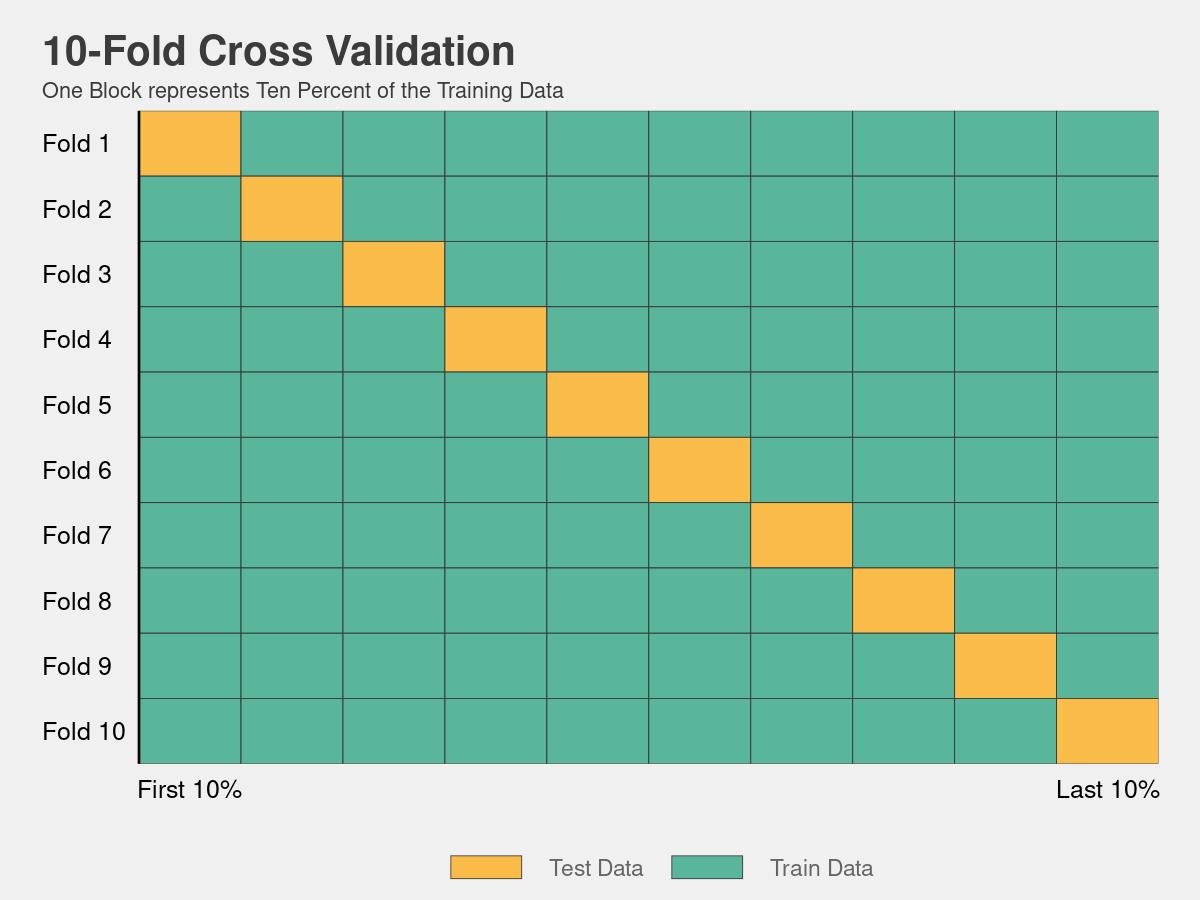 10-Fold Cross Validation
One Block represents Ten Percent of the Training Data
Fold 1
Fold 2
Fold 3
Fold 4
Fold 5
Fold 6
Fold 7
Fold 8
Fold 9
Fold 10
First 10% Last 10%
Test Data Train Data